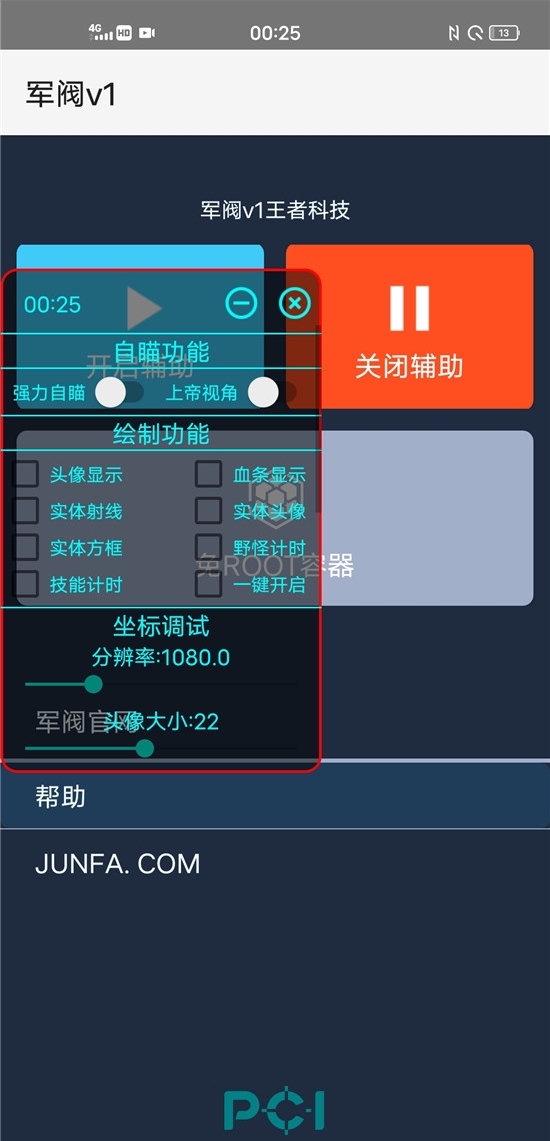 4G HD 00:25 13
军阀v1
军阀v1王者科技
00:25
开启辅助
关闭辅助
自瞄功能
强力自瞄 上帝视角
绘制功能
头像显示 血条显示
实体射线 实体头像
实体方框 野怪计时
免ROOT容器
技能计时 一键开启
坐标调试
分辨率:1080.0
军阀官网
头像大小:22
帮助
JUNFA. COM
PCI